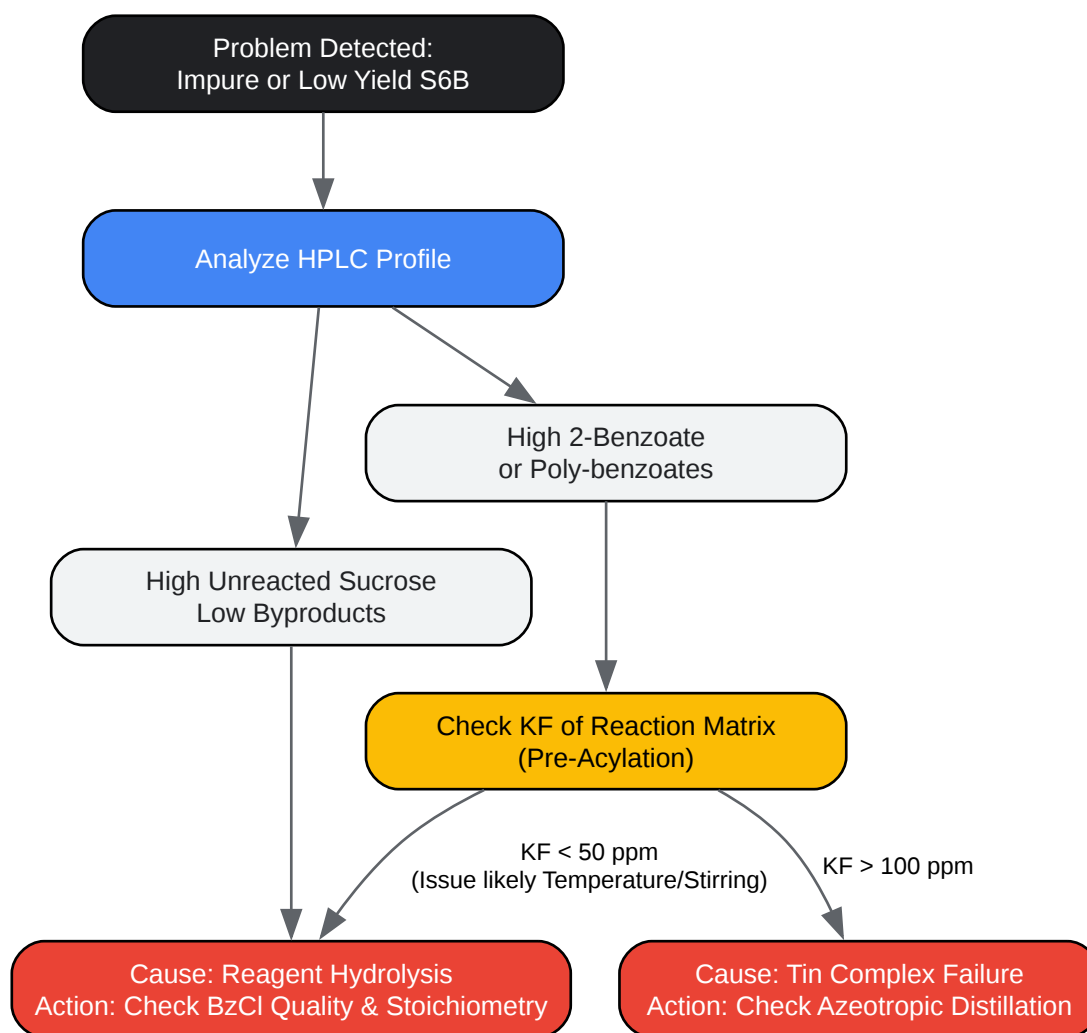 Problem Detected:
Impure or Low Yield S6B
Analyze HPLC Profile
High 2-Benzoate
or Poly-benzoates
High Unreacted Sucrose
Low Byproducts
Check KF of Reaction Matrix
(Pre-Acylation)
KF < 50 ppm
(Issue likely Temperature/Stirring)
KF > 100 ppm
Cause: Reagent Hydrolysis
Action: Check BzCl Quality & Stoichiometry
Cause: Tin Complex Failure
Action: Check Azeotropic Distillation